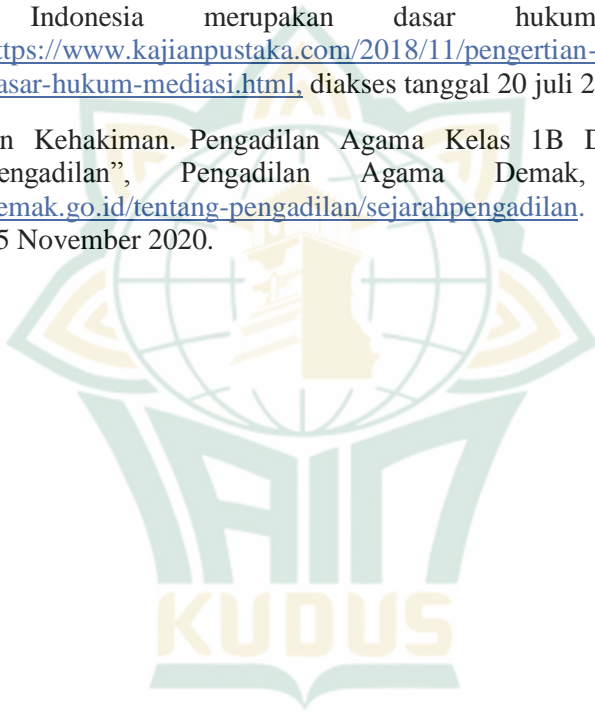 Indonesia merupakan dasar hukum
ttps://www.kajianpustaka.com/2018/11/pengertian-
asar-hukum-mediasi.html, diakses tanggal 20 juli 2
n Kehakiman. Pengadilan Agama Kelas 1B D
engadilan”, Pengadilan Agama Demak,
emak.go.id/tentang-pengadilan/sejarahpengadilan.
5 November 2020.
IAIN
KUDUS